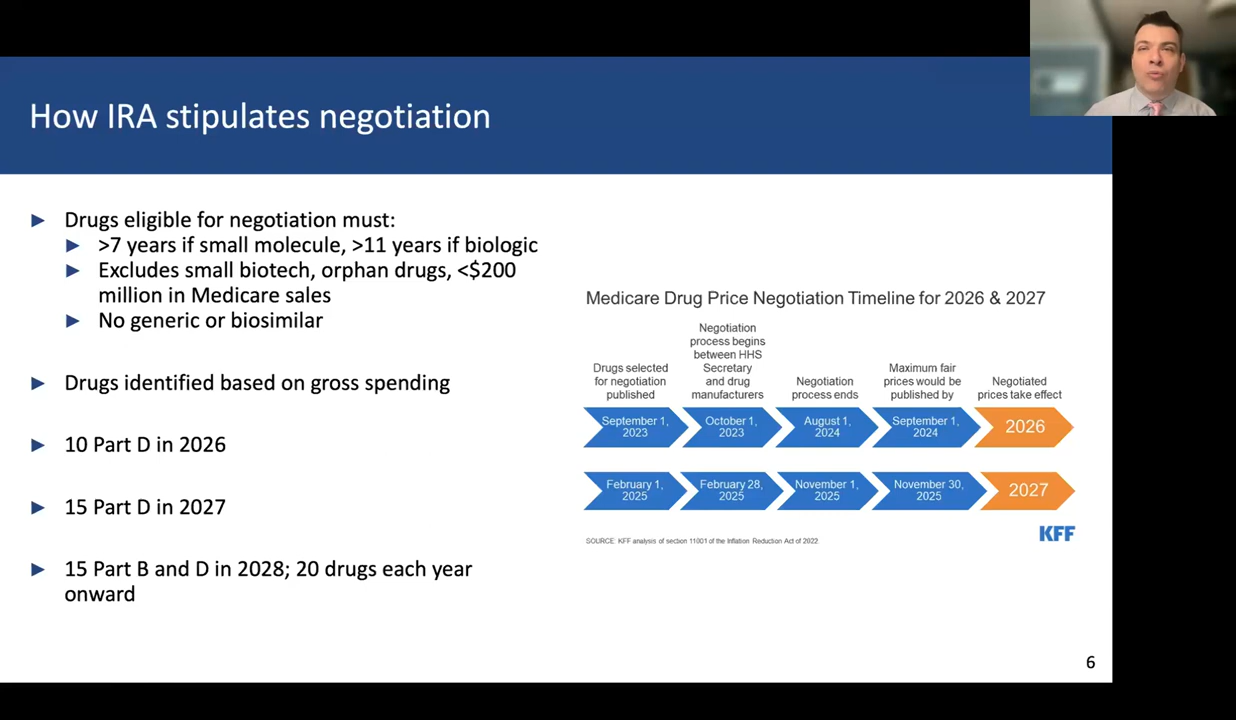 How IRA stipulates negotiation
► Drugs eligible for negotiation must:
► >7 years if small molecule, >11 years if biologic
► Excludes small biotech, orphan drugs, <$200
million in Medicare sales
► No generic or biosimilar
► Drugs identified based on gross spending
► 10 Part D in 2026
► 15 Part D in 2027
► 15 Part B and D in 2028; 20 drugs each year
onward
Medicare Drug Price Negotiation Timeline for 2026 & 2027
Drugs selected
for negotiation
published
Negotiation
process begins
between HHS
Secretary
and drug
manufacturers
Negotiation
process ends
Maximum fair
prices would be
published by
Negotiated
prices take effect
September 1,
2023
October 1,
2023
August 1,
2024
September 1,
2024
2026
February 1,
2025
February 28,
2025
November 1,
2025
November 30,
2025
2027
SOURCE: KFF analysis of section 11001 of the Inflation Reduction Act of 2022.
KFF
6